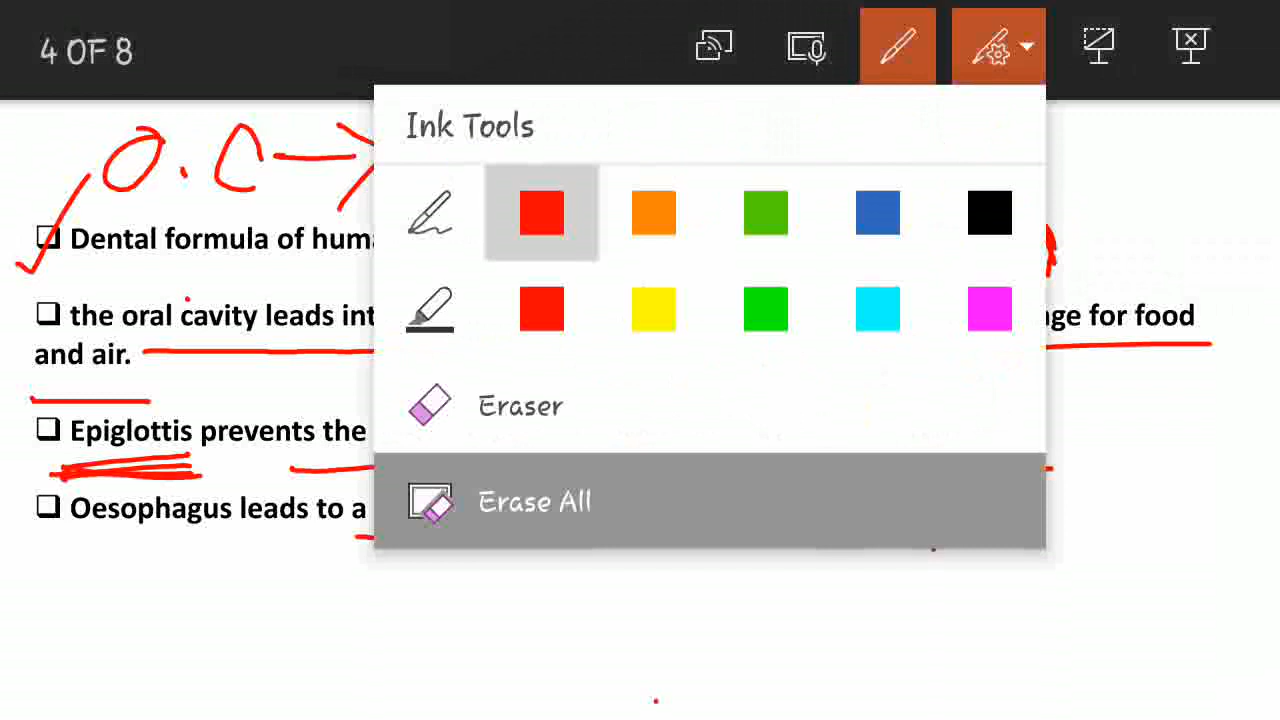 4 OF 8
Ink Tools
O.C →
❑ Dental formula of huma
❑ the oral cavity leads int
ge for food
and air.
Eraser
❑ Epiglottis prevents the
Erase All
❑ Oesophagus leads to a